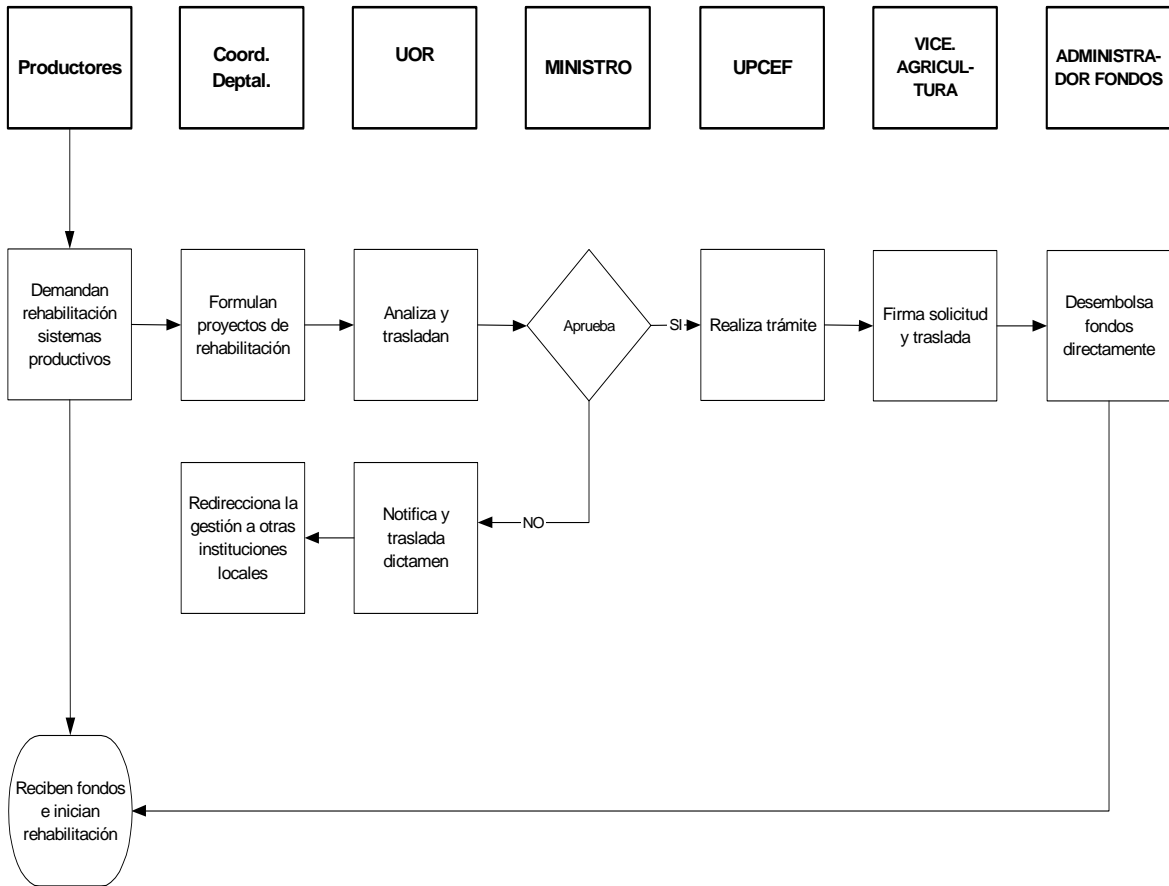 Productores
Coord.
Deptal.
UOR
MINISTRO
UPCEF
VICE.
AGRICUL-
TURA
ADMINISTRA-
DOR FONDOS
Demandan
rehabilitación
sistemas
productivos
Formulan
proyectos de
rehabilitación
Analiza y
trasladan
Aprueba
SI
Realiza trámite
Firma solicitud
y traslada
Desembolsa
fondos
directamente
Redirecciona la
gestión a otras
instituciones
locales
Notifica y
traslada
dictamen
NO
Reciben fondos
e inician
rehabilitación